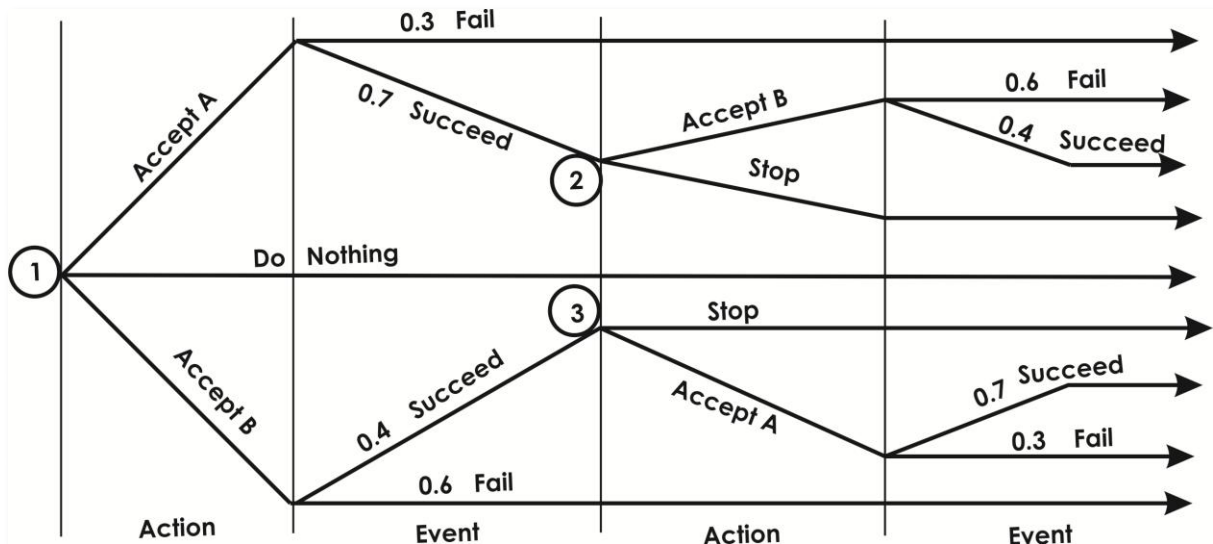 0.3 Fail
Accept A
0.7 Succeed
Accept B
0.6 Fail
0.4 Succeed
Stop
2
1
Do Nothing
3
Stop
Accept B
0.4 Succeed
Accept A
0.7 Succeed
0.3 Fail
0.6 Fail
Action Event Action Event